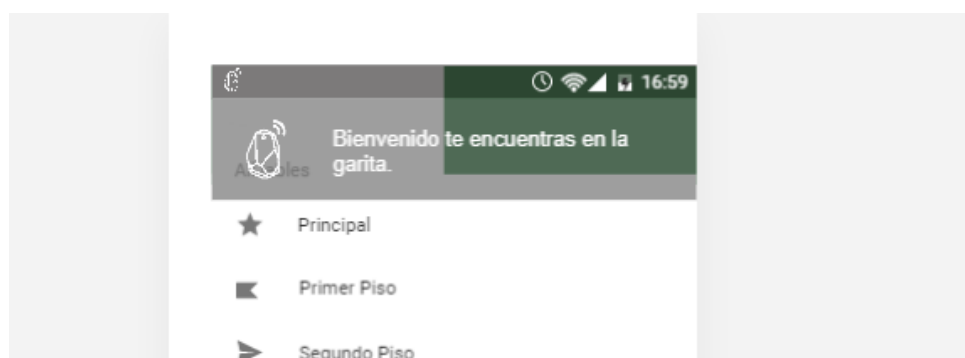 16:59
Bienvenido te encuentras en la
garita.
Principal
Primer Piso
Segundo Piso